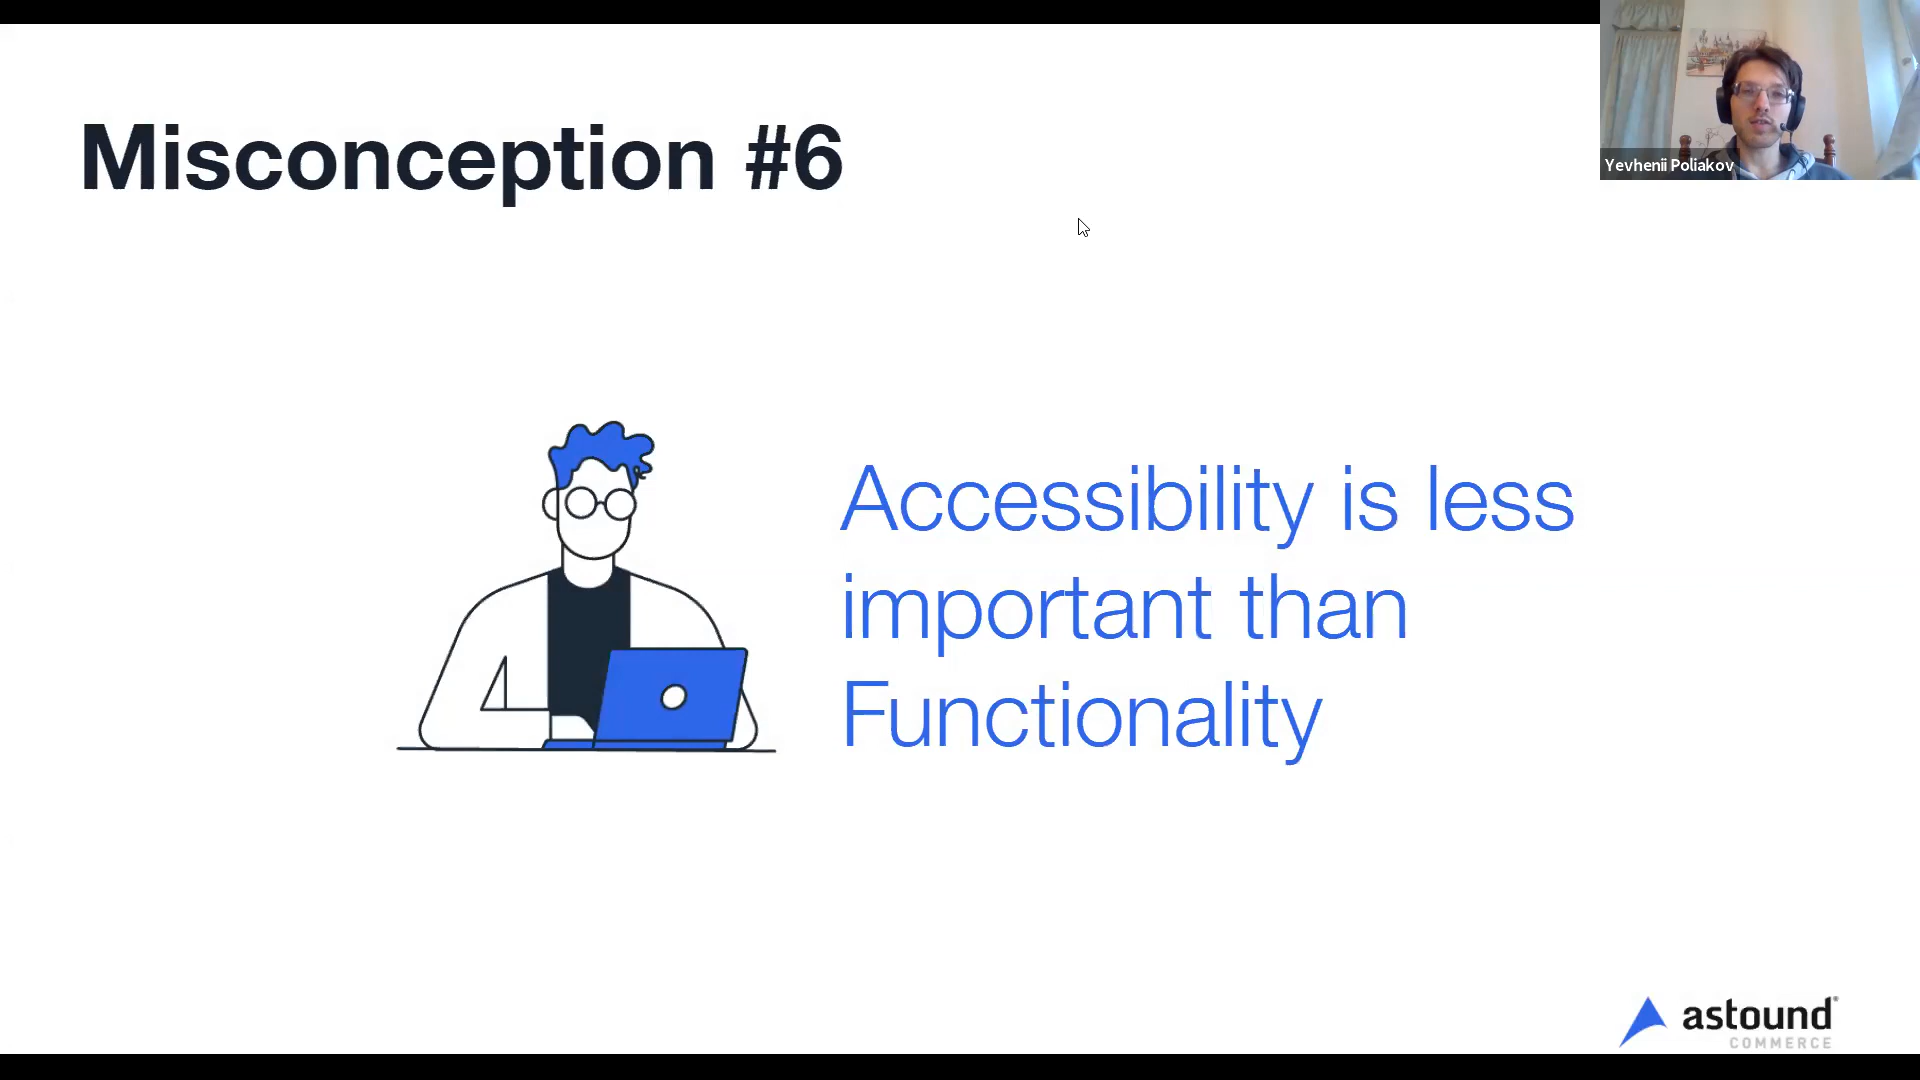 Misconception #6
Yevhenii Poliakov
Accessibility is less
important than
Functionality
astound®
COMMERCE